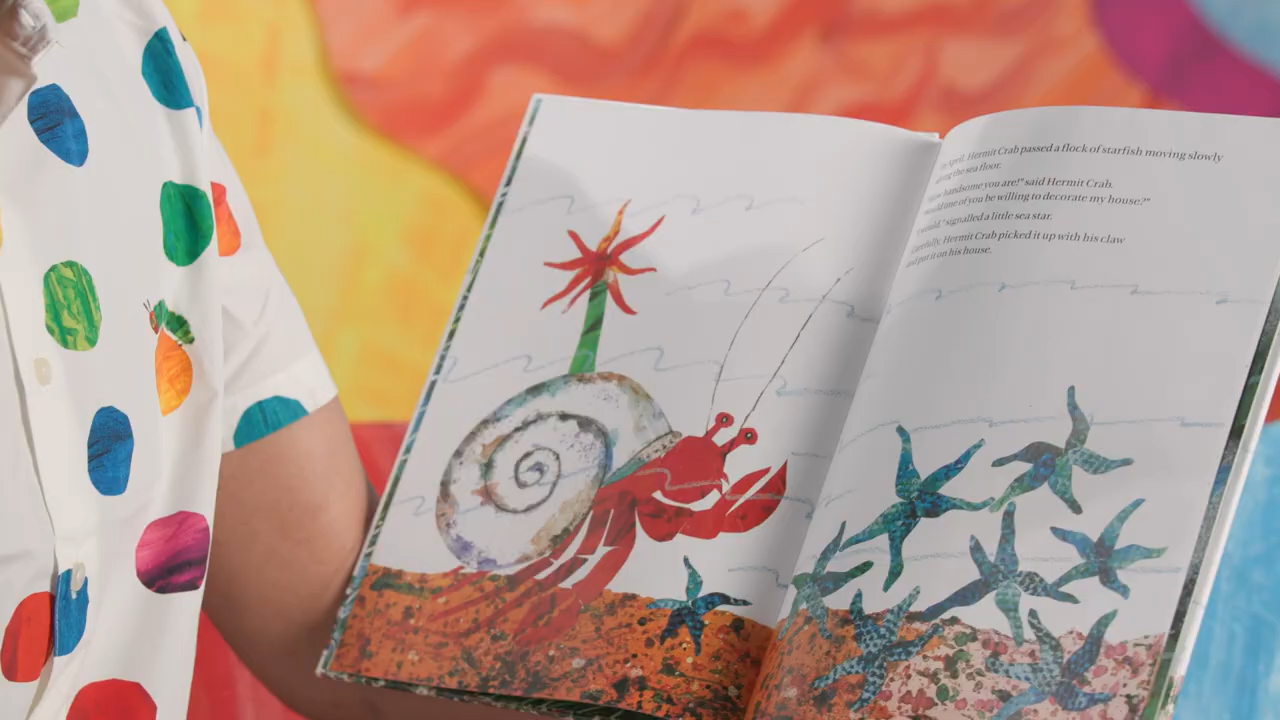 In April, Hermit Crab passed a flock of starfish moving slowly
along the sea floor.
"How handsome you are!" said Hermit Crab.
"Would one of you be willing to decorate my house?"
"I would," signalled a little sea star.
Carefully, Hermit Crab picked it up with his claw
and put it on his house.